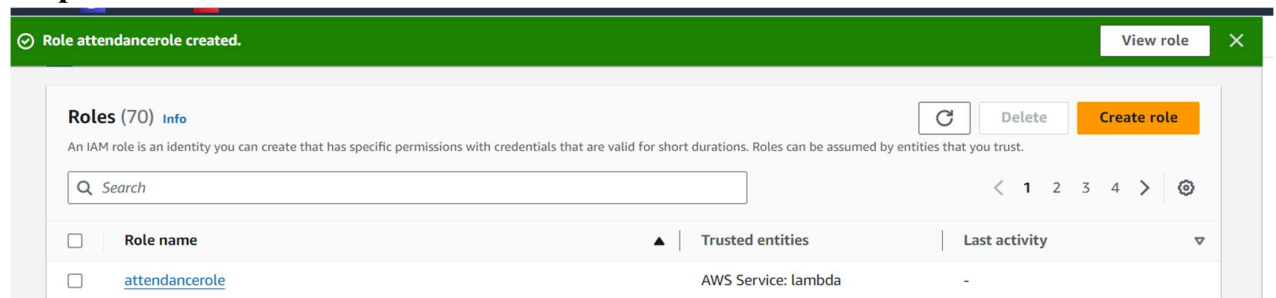 Role attendancerole created.
View role
Roles (70) Info
Delete
Create role
An IAM role is an identity you can create that has specific permissions with credentials that are valid for short durations. Roles can be assumed by entities that you trust.
Search
1 2 3 4
Role name
Trusted entities
Last activity
attendancerole
AWS Service: lambda
-